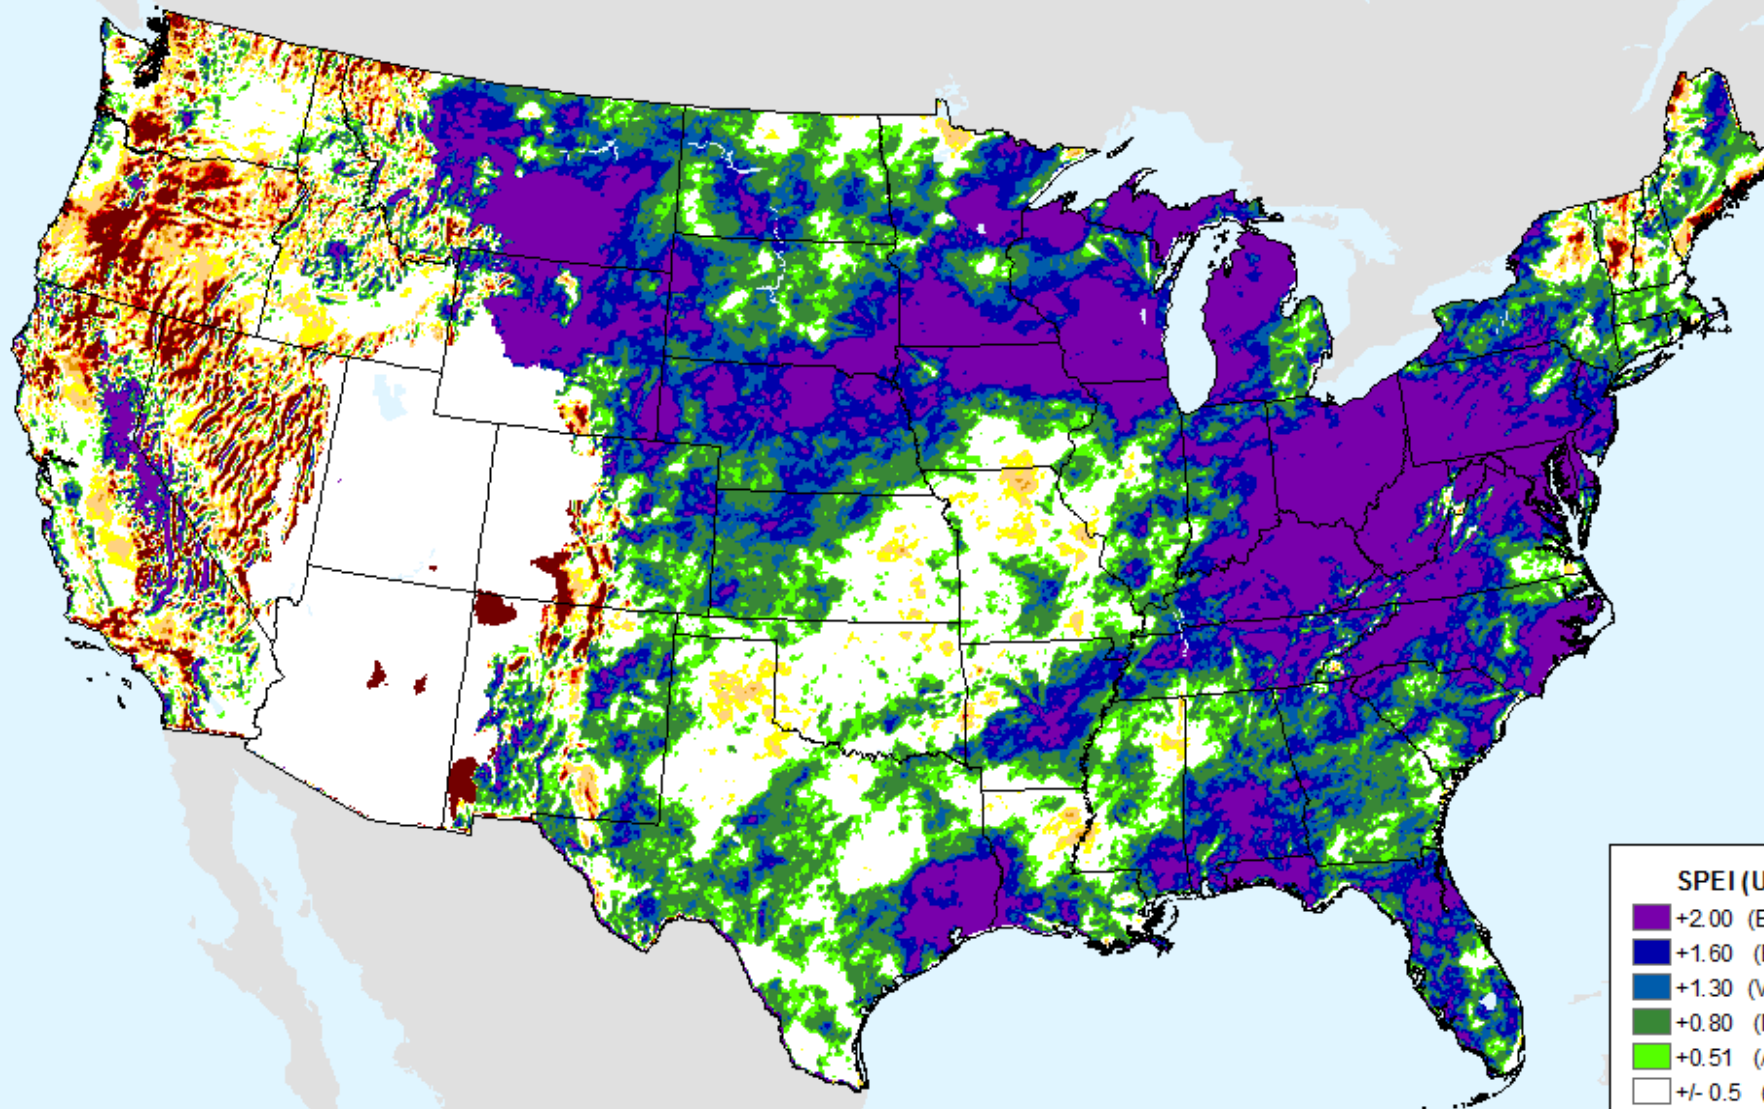 SPEI (U
+2.00 (E
+1.60 (
+1.30 (V
+0.80 (
+0.51 (
+/- 0.5 (